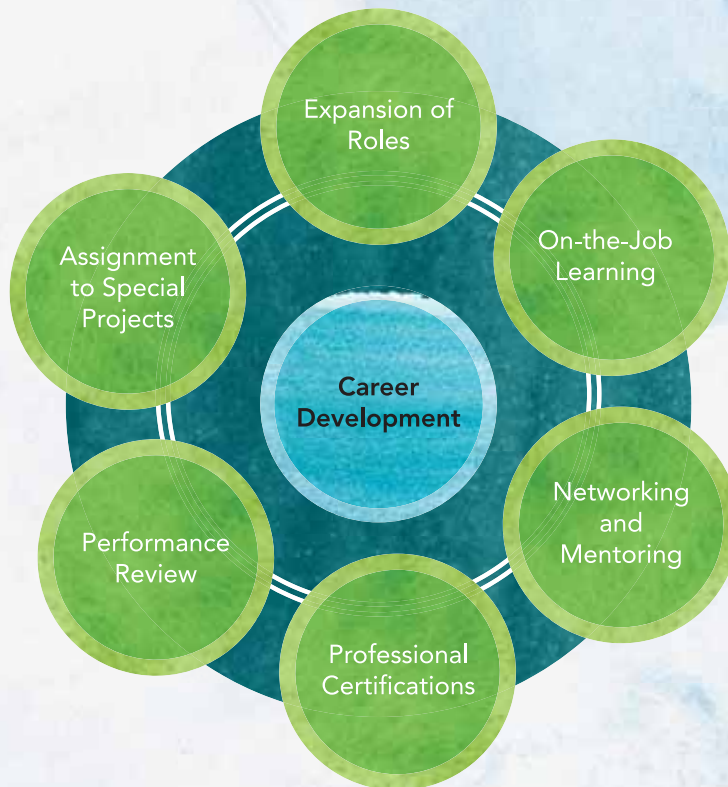 Expansion of
Roles
On-the-Job
Learning
Networking
and
Mentoring
Professional
Certifications
Performance
Review
Assignment
to Special
Projects
Career
Development